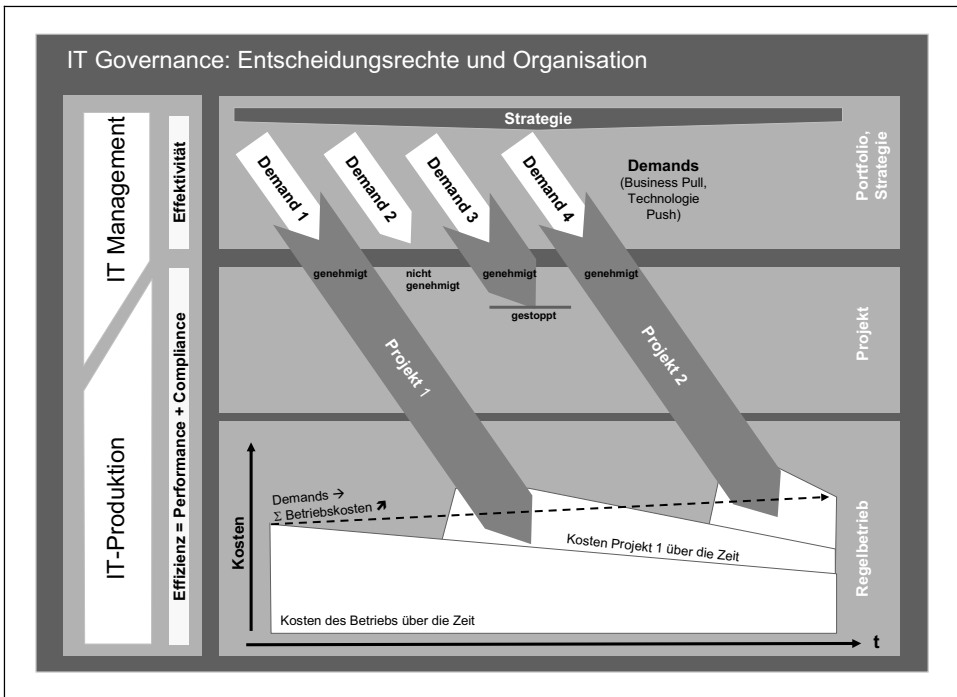 IT Governance: Entscheidungsrechte und Organisation
IT Management
IT-Produktion
Effektivität
Effizienz = Performance + Compliance
Strategie
Demand 1
Demand 2
Demand 3
Demand 4
Demands
(Business Pull,
Technologie
Push)
Portfolio,
Strategie
genehmigt
nicht
genehmigt
genehmigt
genehmigt
gestoppt
Projekt 1
Projekt 2
Projekt
Kosten
Demands →
Σ Betriebskosten ↗
Kosten Projekt 1 über die Zeit
Kosten des Betriebs über die Zeit
Regelbetrieb
t